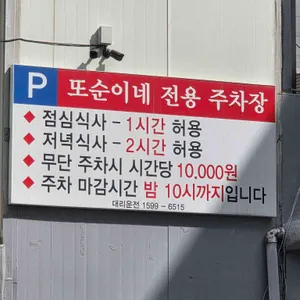 P 또순이네 전용 주차장
◆ 점심식사 - 1시간 허용
◆ 저녁식사 - 2시간 허용
◆ 무단 주차시 시간당 10,000원
◆ 주차 마감시간 밤 10시까지입니다
대리운전 1599 - 6515